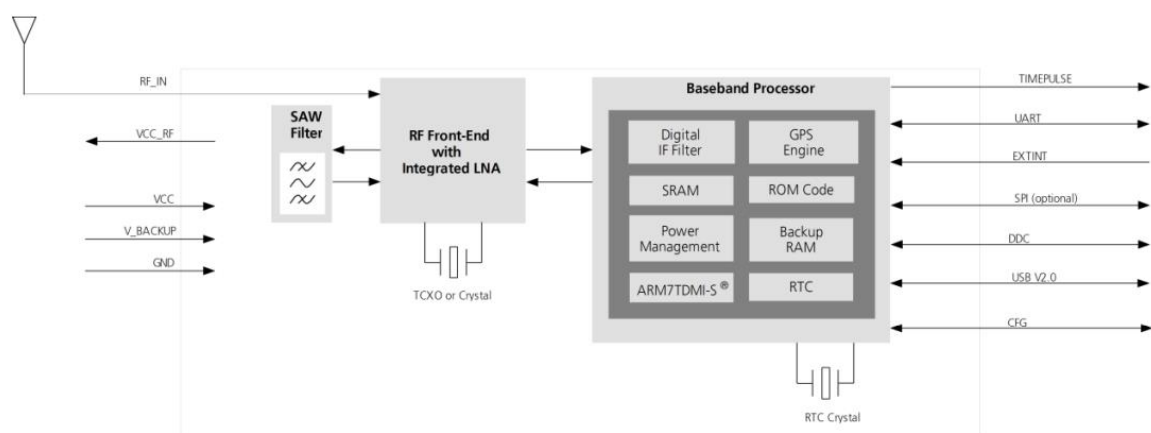 RF_IN
VCC_RF
VCC
V_BACKUP
GND
SAW
Filter
RF Front-End
with
Integrated LNA
TCXO or Crystal
Baseband Processor
Digital
IF Filter
GPS
Engine
SRAM
ROM Code
Power
Management
Backup
RAM
ARM7TDMI-S®
RTC
RTC Crystal
TIMEPULSE
UART
EXTINT
SPI (optional)
DDC
USB V2.0
CFG